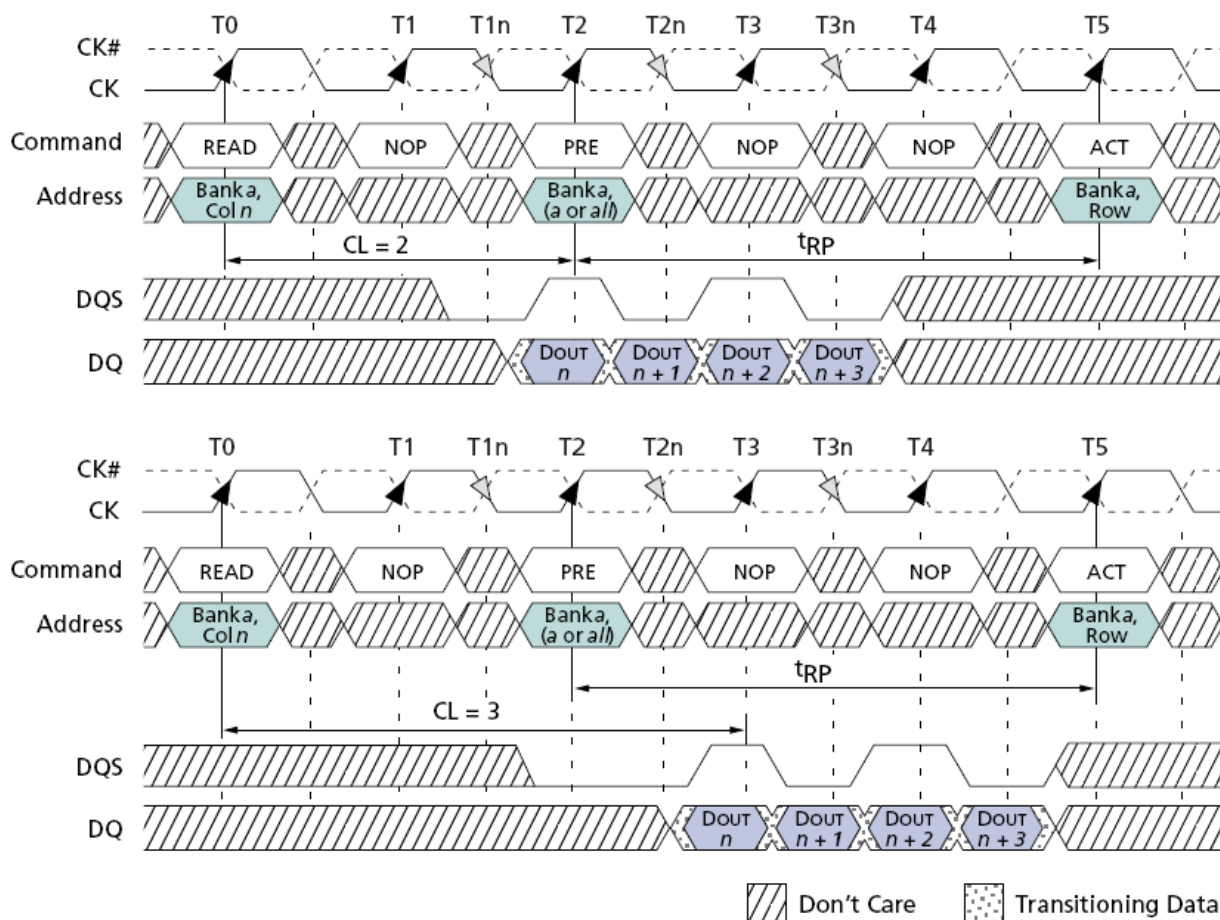 T0 T1 T1n T2 T2n T3 T3n T4 T5
CK#
CK
Command READ NOP PRE NOP NOP ACT
Address Banka, Col n Banka, (a or all) Banka, Row
CL = 2 tRP
DQS
DQ DOUT n DOUT n + 1 DOUT n + 2 DOUT n + 3
T0 T1 T1n T2 T2n T3 T3n T4 T5
CK#
CK
Command READ NOP PRE NOP NOP ACT
Address Banka, Col n Banka, (a or all) Banka, Row
tRP
CL = 3
DQS
DQ DOUT n DOUT n + 1 DOUT n + 2 DOUT n + 3
Don't Care Transitioning Data